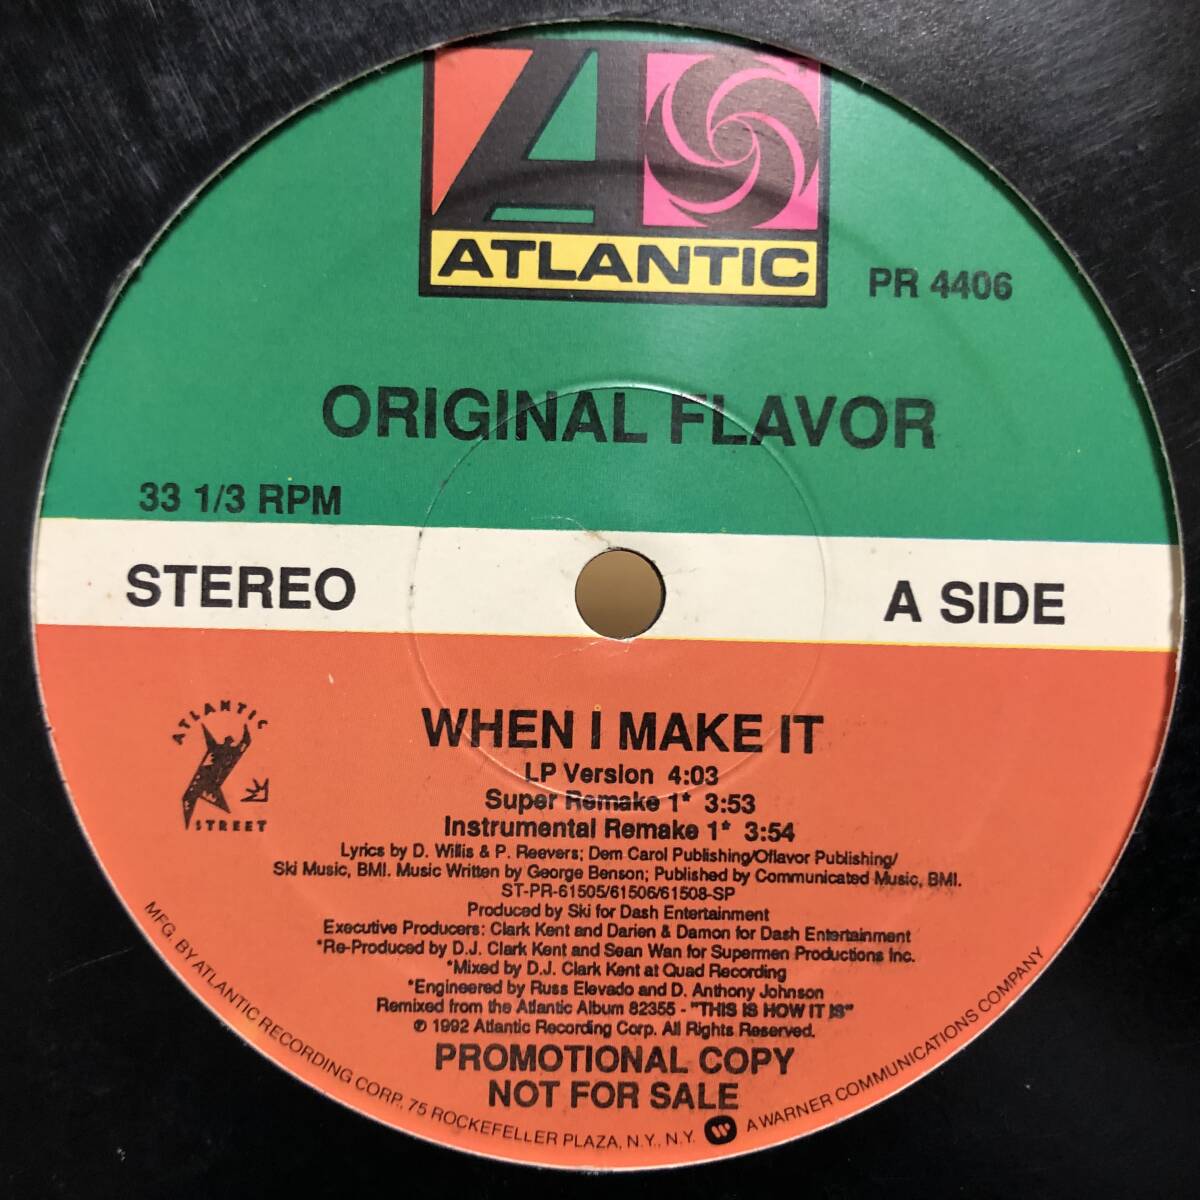 ATLANTIC
PR 4406
ORIGINAL FLAVOR
33 1/3 RPM
STEREO
A SIDE
ATLANTIC
STREET
WHEN I MAKE IT
LP Version 4:03
Super Remake 1* 3:53
Instrumental Remake 1* 3:54
Lyrics by D. Willis & P. Reevers; Dem Carol Publishing/Oflavor Publishing/
Ski Music, BMI. Music Written by George Benson; Published by Communicated Music, BMI.
ST-PR-61505/61506/61508-SP
Produced by Ski for Dash Entertainment
Executive Producers: Clark Kent and Darien & Damon for Dash Entertainment
*Re-Produced by D.J. Clark Kent and Sean Wan for Supermen Productions Inc.
*Mixed by D.J. Clark Kent at Quad Recording
*Engineered by Russ Elevado and D. Anthony Johnson
Remixed from the Atlantic Album 82355 - "THIS IS HOW IT IS"
℗ 1992 Atlantic Recording Corp. All Rights Reserved.
PROMOTIONAL COPY
NOT FOR SALE
MFG. BY ATLANTIC RECORDING CORP., 75 ROCKEFELLER PLAZA, N.Y., N.Y. A WARNER COMMUNICATIONS COMPANY